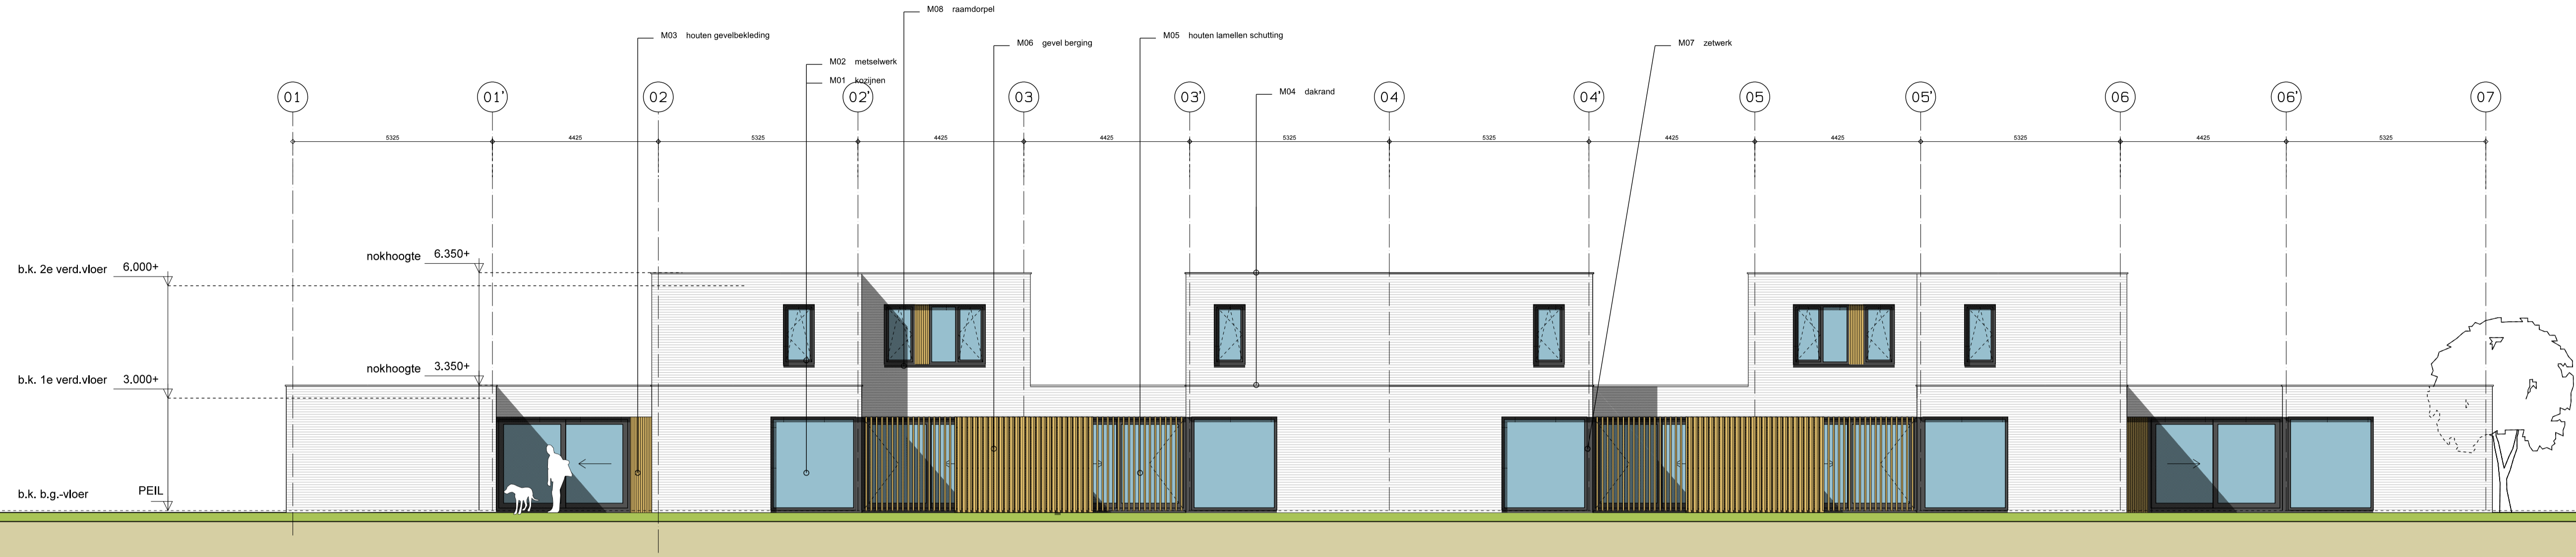 M08 raamdorpel
M03 houten gevelbekleding
M06 gevel berging
M05 houten lamellen schutting
M07 zetwerk
M02 metselwerk
M01 kozijnen
M04 dakrand
01 01' 02 02' 03 03' 04 04' 05 05' 06 06' 07
5325 4425 5325 4425 4425 5325 5325 4425 4425 5325 4425 5325
nokhoogte 6.350+
b.k. 2e verd.vloer 6.000+
nokhoogte 3.350+
b.k. 1e verd.vloer 3.000+
b.k. b.g.-vloer PEIL